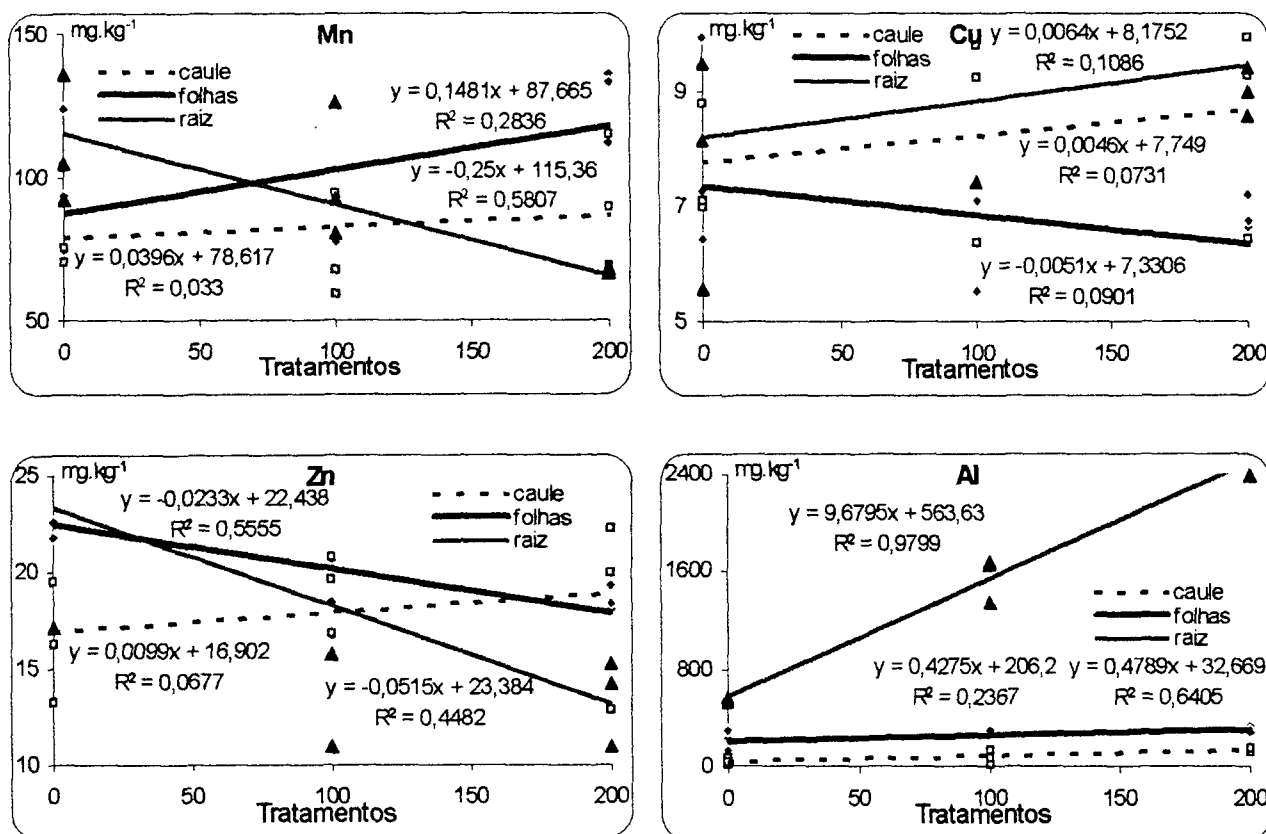 mg.kg⁻¹
Mn
150
caule
folhas
raiz
y = 0,1481x + 87,665
R² = 0,2836
100
y = -0,25x + 115,36
R² = 0,5807
y = 0,0396x + 78,617
R² = 0,033
50
0 50 100 150 200
Tratamentos
mg.kg⁻¹
Cu
caule
folhas
raiz
y = 0,0064x + 8,1752
R² = 0,1086
9
y = 0,0046x + 7,749
R² = 0,0731
7
y = -0,0051x + 7,3306
R² = 0,0901
5
0 50 100 150 200
Tratamentos
mg.kg⁻¹
Zn
25
y = -0,0233x + 22,438
R² = 0,5555
caule
folhas
raiz
20
15
y = 0,0099x + 16,902
R² = 0,0677
y = -0,0515x + 23,384
R² = 0,4482
10
0 50 100 150 200
Tratamentos
mg.kg⁻¹
Al
2400
y = 9,6795x + 563,63
R² = 0,9799
1600
caule
folhas
raiz
800
y = 0,4275x + 206,2
R² = 0,2367
y = 0,4789x + 32,669
R² = 0,6405
0
0 50 100 150 200
Tratamentos